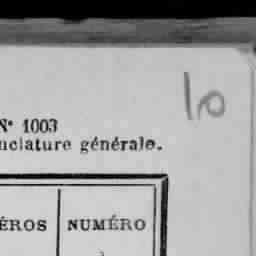 10
N° 1003
nclature générale.
ÉROS NUMÉRO